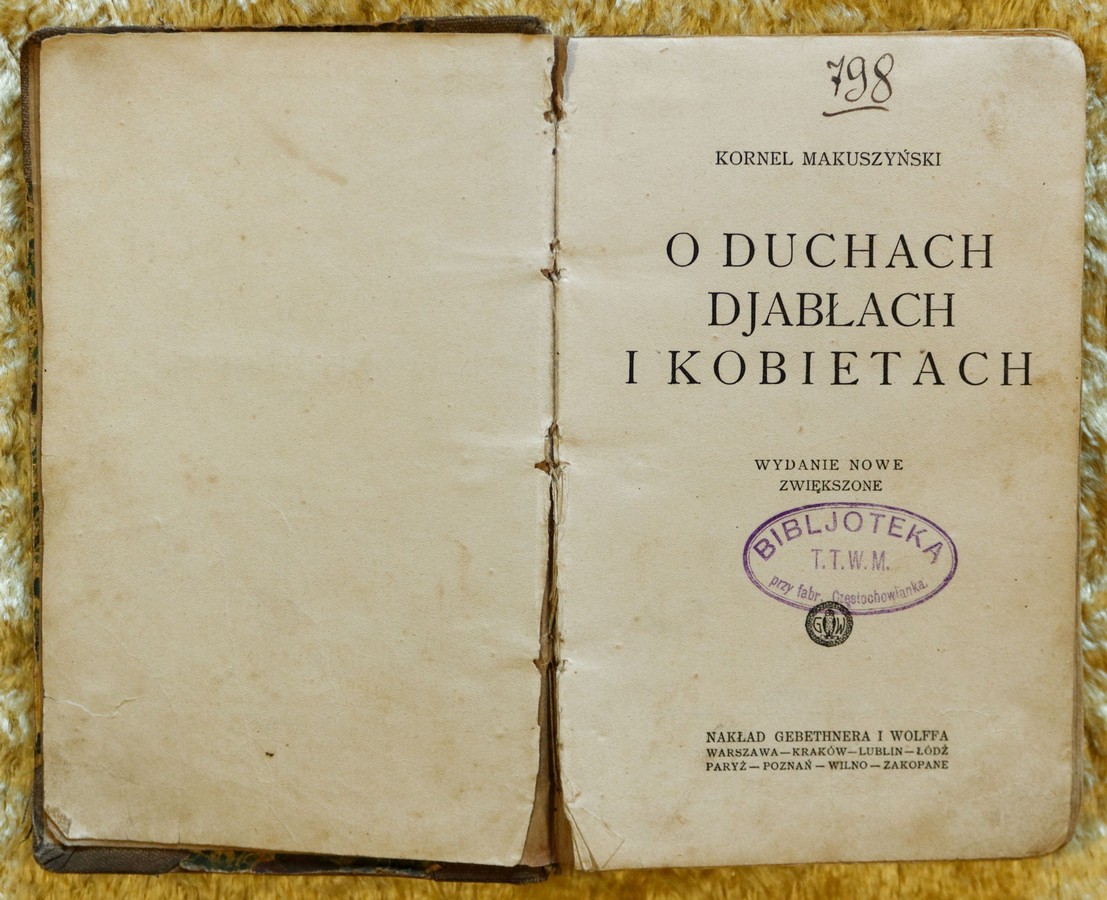 798
KORNEL MAKUSZYŃSKI
O DUCHACH
DJABŁACH
I KOBIETACH
WYDANIE NOWE
ZWIĘKSZONE
BIBLJOTEKA
T. T. W. M.
przy fabr. Częstochowianka.
G W
NAKŁAD GEBETHNERA I WOLFFA
WARSZAWA—KRAKÓW—LUBLIN—ŁÓDŹ
PARYŻ — POZNAŃ — WILNO — ZAKOPANE